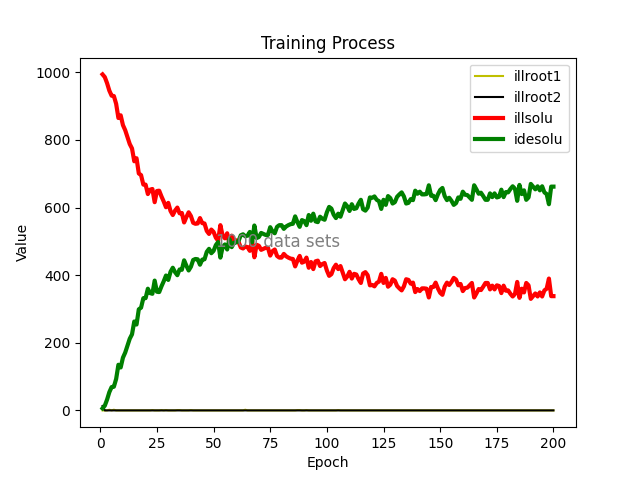 Training Process
1000
800
600
400
200
0
Value
illroot1
illroot2
illsolu
idesolu
data sets
0 25 50 75 100 125 150 175 200
Epoch